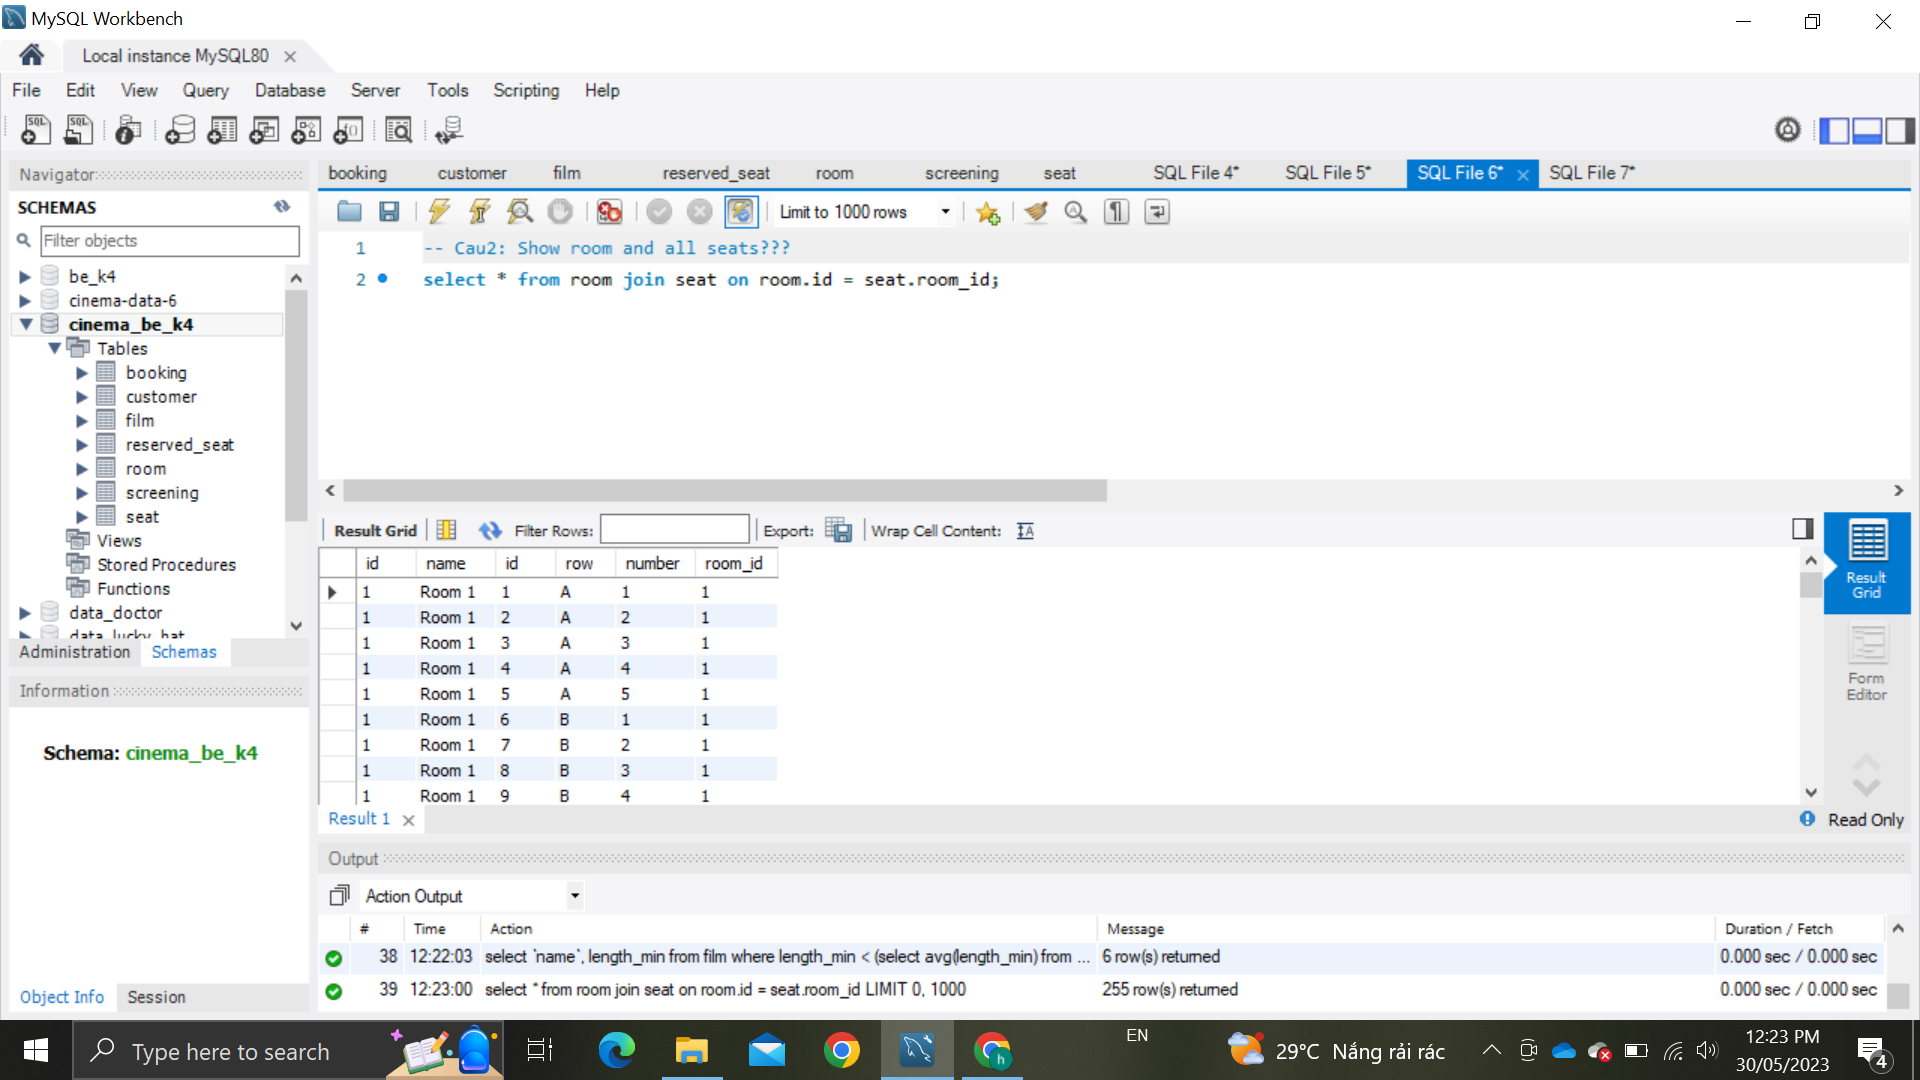 MySQL Workbench
Local instance MySQL80
File Edit View Query Database Server Tools Scripting Help
Navigator
SCHEMAS
Filter objects
be_k4
cinema-data-6
cinema_be_k4
Tables
booking
customer
film
reserved_seat
room
screening
seat
Views
Stored Procedures
Functions
data_doctor
data_lucky_hat
Administration Schemas
Information
Schema: cinema_be_k4
Object Info Session
booking customer film reserved_seat room screening seat SQL File 4* SQL File 5* SQL File 6* SQL File 7*
Limit to 1000 rows
1 -- Cau2: Show room and all seats???
2 select * from room join seat on room.id = seat.room_id;
Result Grid Filter Rows: Export: Wrap Cell Content:
id name id row number room_id
1 Room 1 1 A 1 1
1 Room 1 2 A 2 1
1 Room 1 3 A 3 1
1 Room 1 4 A 4 1
1 Room 1 5 A 5 1
1 Room 1 6 B 1 1
1 Room 1 7 B 2 1
1 Room 1 8 B 3 1
1 Room 1 9 B 4 1
Result Grid
Form Editor
Result 1
Read Only
Output
Action Output
# Time Action Message Duration / Fetch
38 12:22:03 select `name`, length_min from film where length_min < (select avg(length_min) from ... 6 row(s) returned 0.000 sec / 0.000 sec
39 12:23:00 select * from room join seat on room.id = seat.room_id LIMIT 0, 1000 255 row(s) returned 0.000 sec / 0.000 sec
Type here to search
h
EN
29°C Nắng rải rác
12:23 PM
30/05/2023
4